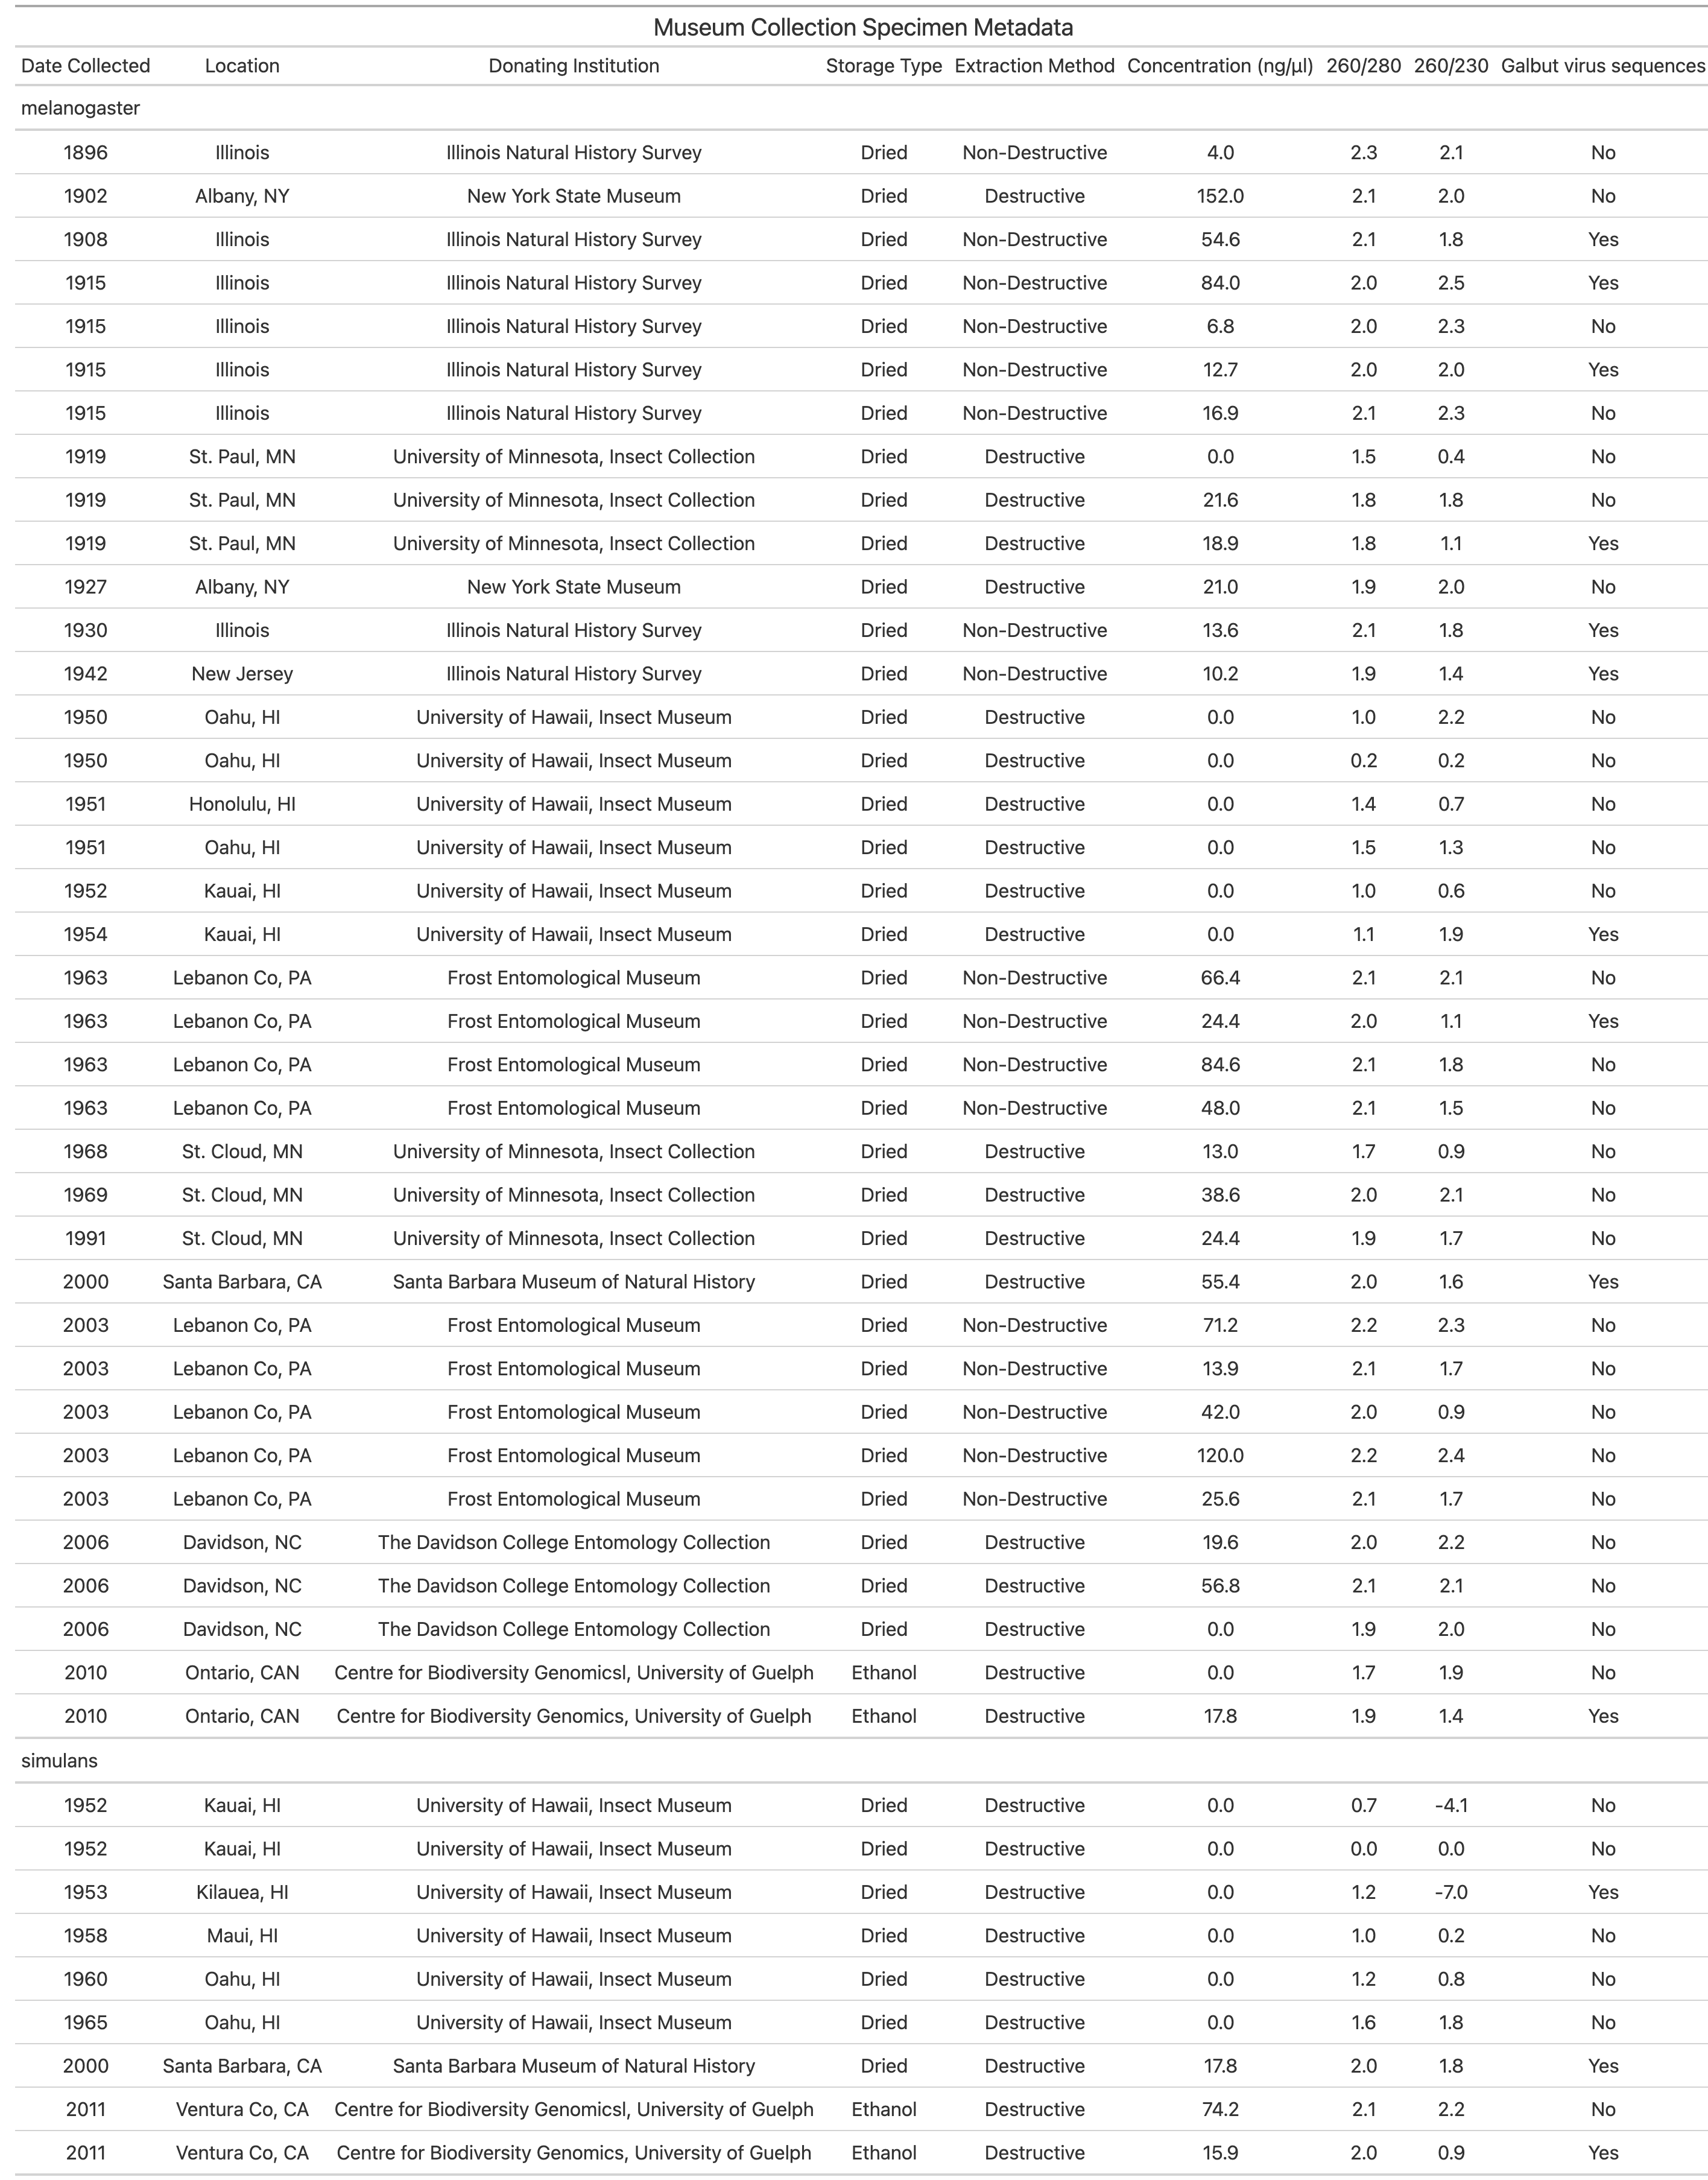 Museum Collection Specimen Metadata
Date Collected Location Donating Institution Storage Type Extraction Method Concentration (ng/µl) 260/280 260/230 Galbut virus sequences
melanogaster
1896 Illinois Illinois Natural History Survey Dried Non-Destructive 4.0 2.3 2.1 No
1902 Albany, NY New York State Museum Dried Destructive 152.0 2.1 2.0 No
1908 Illinois Illinois Natural History Survey Dried Non-Destructive 54.6 2.1 1.8 Yes
1915 Illinois Illinois Natural History Survey Dried Non-Destructive 84.0 2.0 2.5 Yes
1915 Illinois Illinois Natural History Survey Dried Non-Destructive 6.8 2.0 2.3 No
1915 Illinois Illinois Natural History Survey Dried Non-Destructive 12.7 2.0 2.0 Yes
1915 Illinois Illinois Natural History Survey Dried Non-Destructive 16.9 2.1 2.3 No
1919 St. Paul, MN University of Minnesota, Insect Collection Dried Destructive 0.0 1.5 0.4 No
1919 St. Paul, MN University of Minnesota, Insect Collection Dried Destructive 21.6 1.8 1.8 No
1919 St. Paul, MN University of Minnesota, Insect Collection Dried Destructive 18.9 1.8 1.1 Yes
1927 Albany, NY New York State Museum Dried Destructive 21.0 1.9 2.0 No
1930 Illinois Illinois Natural History Survey Dried Non-Destructive 13.6 2.1 1.8 Yes
1942 New Jersey Illinois Natural History Survey Dried Non-Destructive 10.2 1.9 1.4 Yes
1950 Oahu, HI University of Hawaii, Insect Museum Dried Destructive 0.0 1.0 2.2 No
1950 Oahu, HI University of Hawaii, Insect Museum Dried Destructive 0.0 0.2 0.2 No
1951 Honolulu, HI University of Hawaii, Insect Museum Dried Destructive 0.0 1.4 0.7 No
1951 Oahu, HI University of Hawaii, Insect Museum Dried Destructive 0.0 1.5 1.3 No
1952 Kauai, HI University of Hawaii, Insect Museum Dried Destructive 0.0 1.0 0.6 No
1954 Kauai, HI University of Hawaii, Insect Museum Dried Destructive 0.0 1.1 1.9 Yes
1963 Lebanon Co, PA Frost Entomological Museum Dried Non-Destructive 66.4 2.1 2.1 No
1963 Lebanon Co, PA Frost Entomological Museum Dried Non-Destructive 24.4 2.0 1.1 Yes
1963 Lebanon Co, PA Frost Entomological Museum Dried Non-Destructive 84.6 2.1 1.8 No
1963 Lebanon Co, PA Frost Entomological Museum Dried Non-Destructive 48.0 2.1 1.5 No
1968 St. Cloud, MN University of Minnesota, Insect Collection Dried Destructive 13.0 1.7 0.9 No
1969 St. Cloud, MN University of Minnesota, Insect Collection Dried Destructive 38.6 2.0 2.1 No
1991 St. Cloud, MN University of Minnesota, Insect Collection Dried Destructive 24.4 1.9 1.7 No
2000 Santa Barbara, CA Santa Barbara Museum of Natural History Dried Destructive 55.4 2.0 1.6 Yes
2003 Lebanon Co, PA Frost Entomological Museum Dried Non-Destructive 71.2 2.2 2.3 No
2003 Lebanon Co, PA Frost Entomological Museum Dried Non-Destructive 13.9 2.1 1.7 No
2003 Lebanon Co, PA Frost Entomological Museum Dried Non-Destructive 42.0 2.0 0.9 No
2003 Lebanon Co, PA Frost Entomological Museum Dried Non-Destructive 120.0 2.2 2.4 No
2003 Lebanon Co, PA Frost Entomological Museum Dried Non-Destructive 25.6 2.1 1.7 No
2006 Davidson, NC The Davidson College Entomology Collection Dried Destructive 19.6 2.0 2.2 No
2006 Davidson, NC The Davidson College Entomology Collection Dried Destructive 56.8 2.1 2.1 No
2006 Davidson, NC The Davidson College Entomology Collection Dried Destructive 0.0 1.9 2.0 No
2010 Ontario, CAN Centre for Biodiversity Genomicsl, University of Guelph Ethanol Destructive 0.0 1.7 1.9 No
2010 Ontario, CAN Centre for Biodiversity Genomics, University of Guelph Ethanol Destructive 17.8 1.9 1.4 Yes
simulans
1952 Kauai, HI University of Hawaii, Insect Museum Dried Destructive 0.0 0.7 -4.1 No
1952 Kauai, HI University of Hawaii, Insect Museum Dried Destructive 0.0 0.0 0.0 No
1953 Kilauea, HI University of Hawaii, Insect Museum Dried Destructive 0.0 1.2 -7.0 Yes
1958 Maui, HI University of Hawaii, Insect Museum Dried Destructive 0.0 1.0 0.2 No
1960 Oahu, HI University of Hawaii, Insect Museum Dried Destructive 0.0 1.2 0.8 No
1965 Oahu, HI University of Hawaii, Insect Museum Dried Destructive 0.0 1.6 1.8 No
2000 Santa Barbara, CA Santa Barbara Museum of Natural History Dried Destructive 17.8 2.0 1.8 Yes
2011 Ventura Co, CA Centre for Biodiversity Genomicsl, University of Guelph Ethanol Destructive 74.2 2.1 2.2 No
2011 Ventura Co, CA Centre for Biodiversity Genomics, University of Guelph Ethanol Destructive 15.9 2.0 0.9 Yes